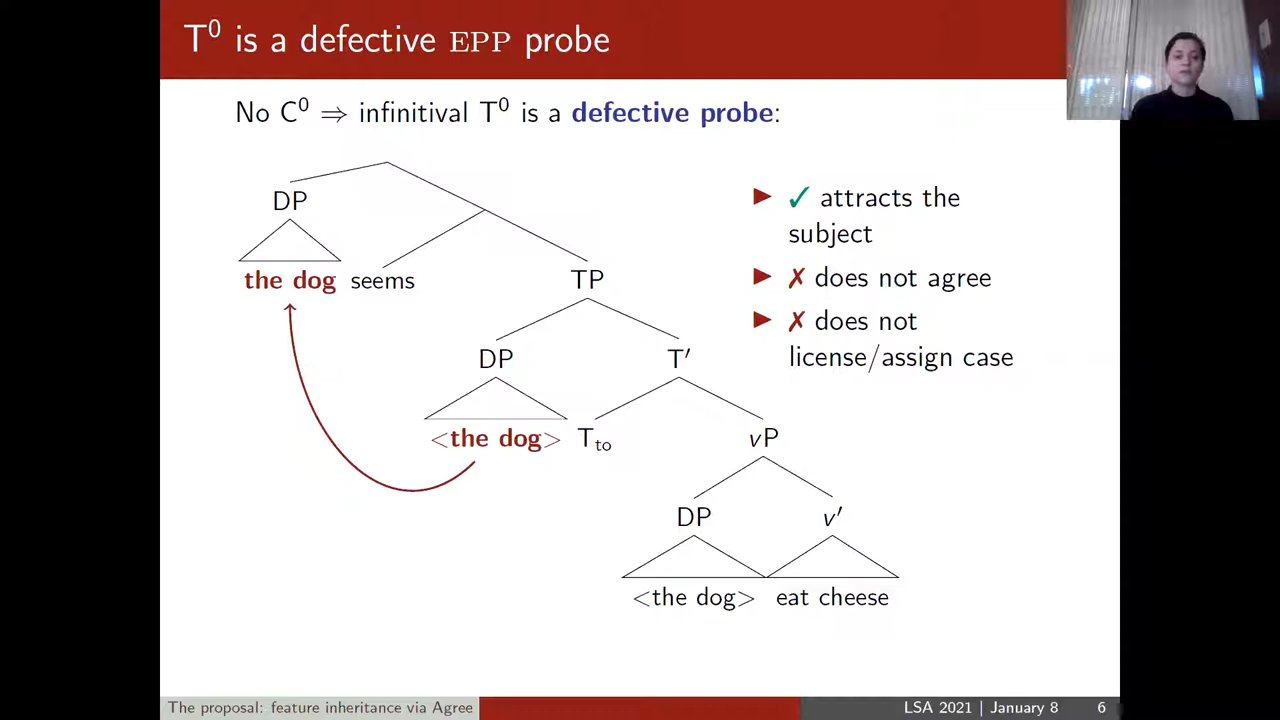 T⁰ is a defective EPP probe
No C⁰ ⇒ infinitival T⁰ is a defective probe:
DP
the dog seems
TP
DP
T′
<the dog> T_to
vP
DP
v′
<the dog> eat cheese
▶ ✓ attracts the
subject
▶ ✗ does not agree
▶ ✗ does not
license/assign case
The proposal: feature inheritance via Agree
LSA 2021 | January 8 6